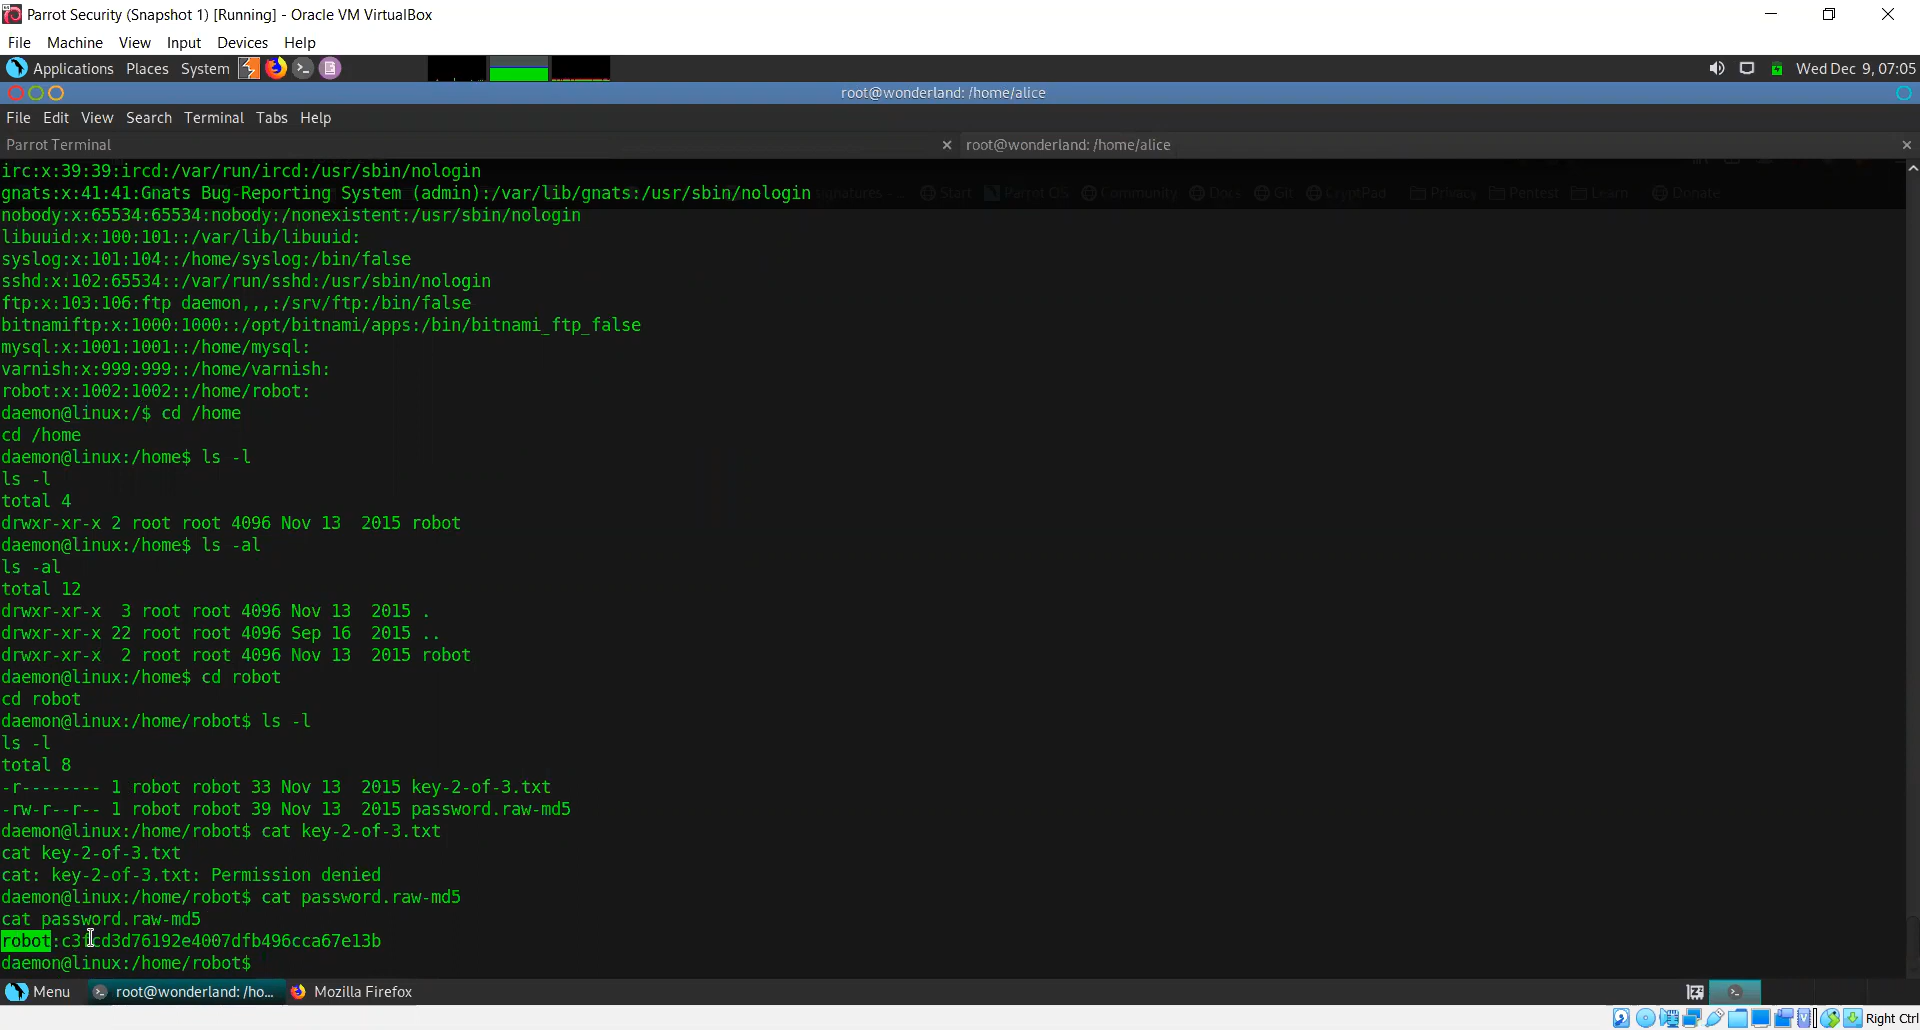 Parrot Security (Snapshot 1) [Running] - Oracle VM VirtualBox
File Machine View Input Devices Help
Applications Places System Wed Dec 9, 07:05
root@wonderland: /home/alice
File Edit View Search Terminal Tabs Help
Parrot Terminal × root@wonderland: /home/alice ×
irc:x:39:39:ircd:/var/run/ircd:/usr/sbin/nologin
gnats:x:41:41:Gnats Bug-Reporting System (admin):/var/lib/gnats:/usr/sbin/nologin
Start Parrot OS Community Docs Git CryptPad Privacy Pentest Learn Donate
nobody:x:65534:65534:nobody:/nonexistent:/usr/sbin/nologin
libuuid:x:100:101::/var/lib/libuuid:
syslog:x:101:104::/home/syslog:/bin/false
sshd:x:102:65534::/var/run/sshd:/usr/sbin/nologin
ftp:x:103:106:ftp daemon,,,:/srv/ftp:/bin/false
bitnamiftp:x:1000:1000::/opt/bitnami/apps:/bin/bitnami_ftp_false
mysql:x:1001:1001::/home/mysql:
varnish:x:999:999::/home/varnish:
robot:x:1002:1002::/home/robot:
daemon@linux:/$ cd /home
cd /home
daemon@linux:/home$ ls -l
ls -l
total 4
drwxr-xr-x 2 root root 4096 Nov 13  2015 robot
daemon@linux:/home$ ls -al
ls -al
total 12
drwxr-xr-x  3 root root 4096 Nov 13  2015 .
drwxr-xr-x 22 root root 4096 Sep 16  2015 ..
drwxr-xr-x  2 root root 4096 Nov 13  2015 robot
daemon@linux:/home$ cd robot
cd robot
daemon@linux:/home/robot$ ls -l
ls -l
total 8
-r-------- 1 robot robot 33 Nov 13  2015 key-2-of-3.txt
-rw-r--r-- 1 robot robot 39 Nov 13  2015 password.raw-md5
daemon@linux:/home/robot$ cat key-2-of-3.txt
cat key-2-of-3.txt
cat: key-2-of-3.txt: Permission denied
daemon@linux:/home/robot$ cat password.raw-md5
cat password.raw-md5
robot:c3fcd3d76192e4007dfb496cca67e13b
daemon@linux:/home/robot$
Menu root@wonderland: /ho... Mozilla Firefox
Right Ctrl